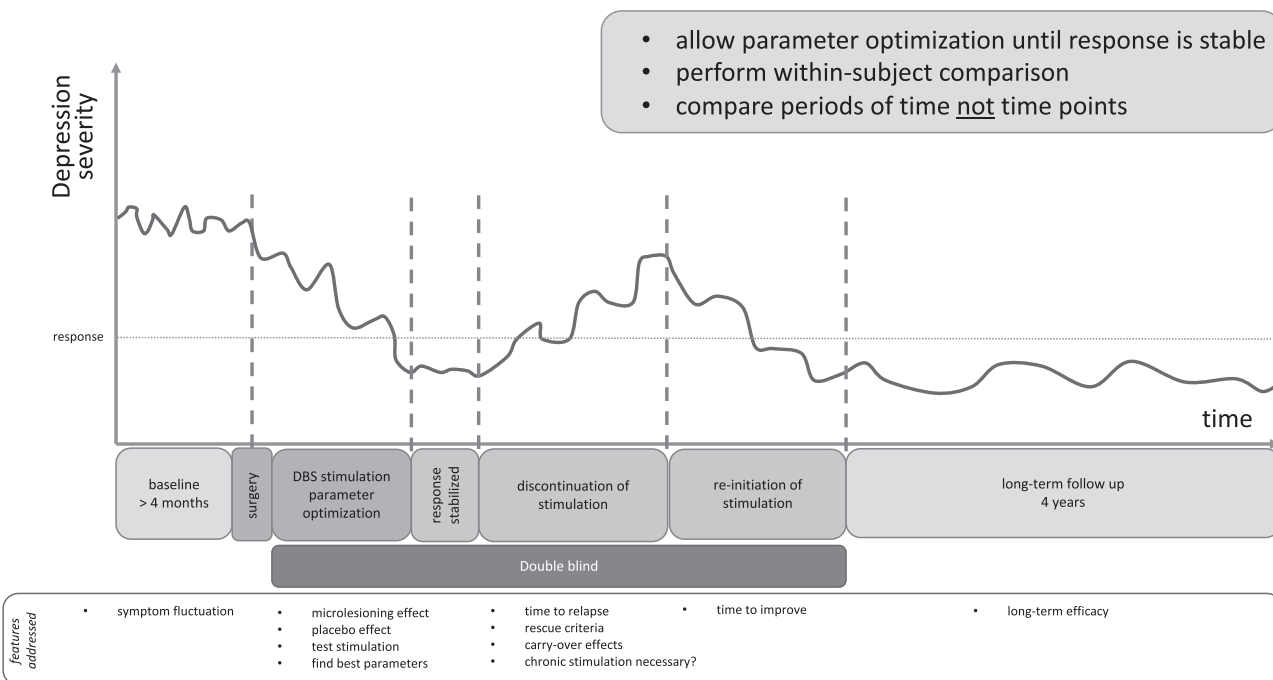 • allow parameter optimization until response is stable
• perform within-subject comparison
• compare periods of time not time points
Depression
severity
response
time
baseline
> 4 months
surgery
DBS stimulation
parameter
optimization
response
stabilized
discontinuation of
stimulation
re-initiation of
stimulation
long-term follow up
4 years
Double blind
features
addressed
• symptom fluctuation
• microlesioning effect
• placebo effect
• test stimulation
• find best parameters
• time to relapse
• rescue criteria
• carry-over effects
• chronic stimulation necessary?
• time to improve
• long-term efficacy